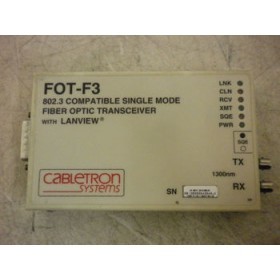 FOT-F3
802.3 COMPATIBLE SINGLE MODE
FIBER OPTIC TRANSCEIVER
WITH LANVIEW®
LNK
CLN
RCV
XMT
SQE
PWR
SQE
TX
1300nm
RX
SN
CABLETRON
SYSTEMS